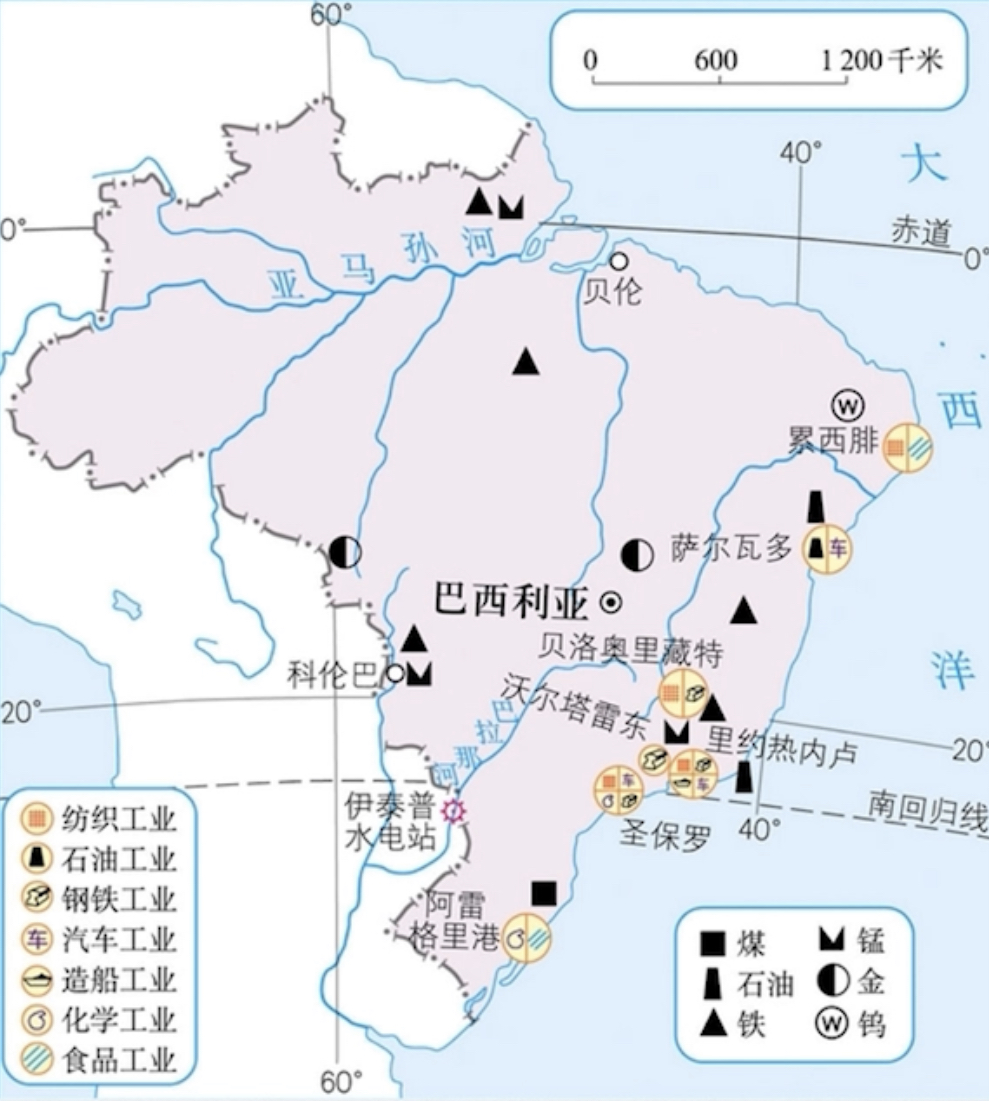 60°
0 600 1 200 千米
40°
大
赤道
0°
0°
亚马孙河
贝伦
西
W
累西腓
萨尔瓦多
车
巴西利亚
贝洛奥里藏特
科伦巴
洋
沃尔塔雷东
20°
巴拉那河
里约热内卢
20°
车
车
伊泰普
水电站
圣保罗
40°
南回归线
阿雷
格里港
纺织工业
石油工业
钢铁工业
车 汽车工业
造船工业
化学工业
食品工业
煤 锰
石油 金
铁 W 钨
60°